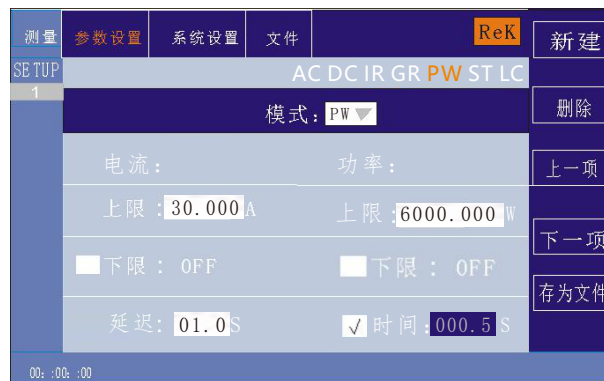 测量 参数设置 系统设置 文件 ReK 新建
SETUP AC DC IR GR PW ST LC
1
模式：PW
删除
电流： 功率：
上一项
上限：30.000A 上限：6000.000W
下一项
下限：OFF 下限：OFF
存为文件
延迟：01.0S √时间：000.5S
00：00：00